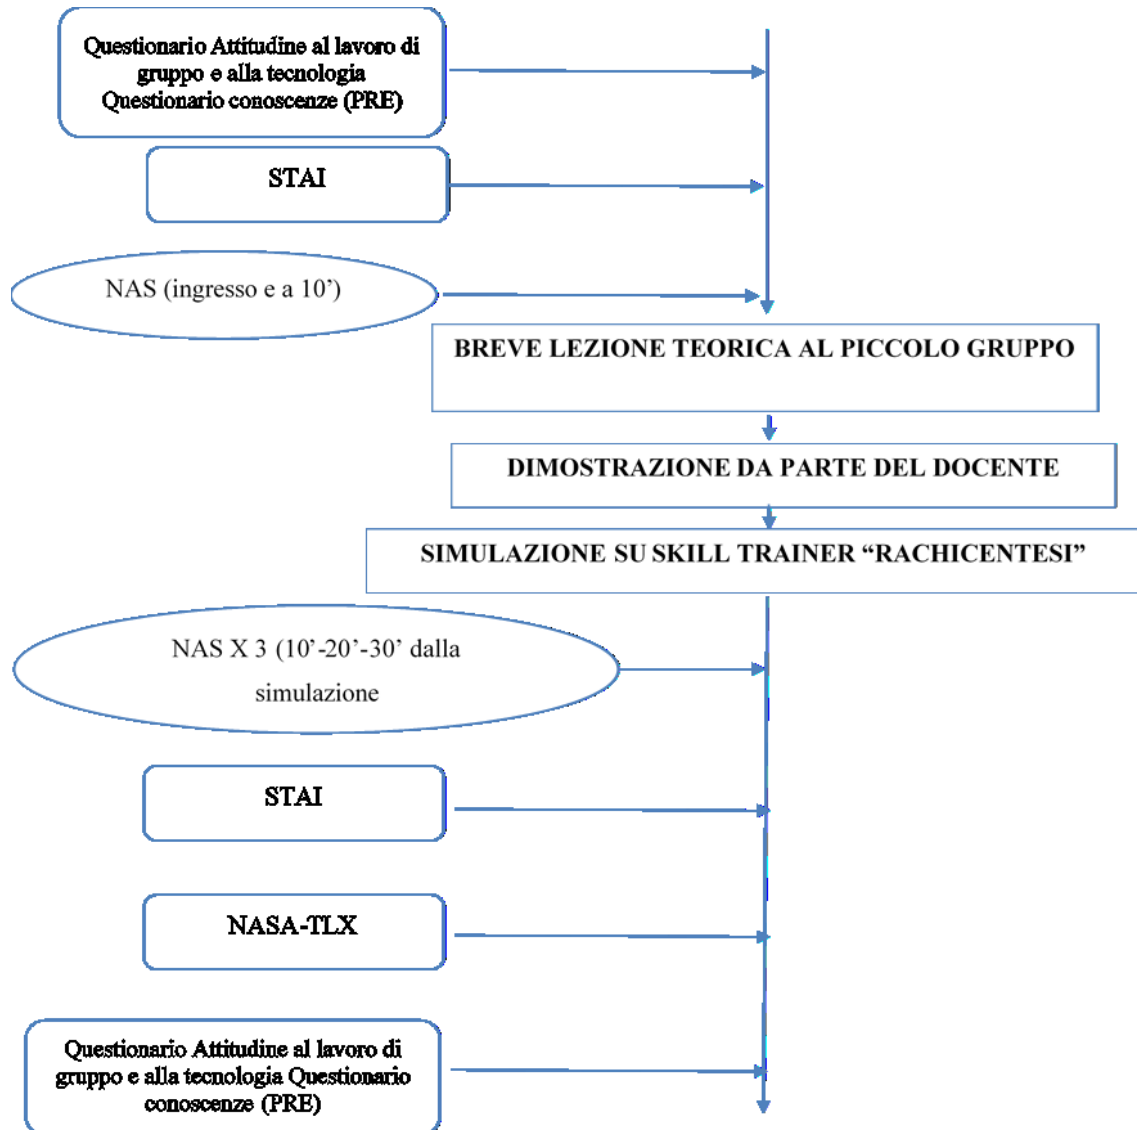 Questionario Attitudine al lavoro di
gruppo e alla tecnologia
Questionario conoscenze (PRE)
STAI
NAS (ingresso e a 10’)
BREVE LEZIONE TEORICA AL PICCOLO GRUPPO
DIMOSTRAZIONE DA PARTE DEL DOCENTE
SIMULAZIONE SU SKILL TRAINER “RACHICENTESI”
NAS X 3 (10’-20’-30’ dalla
simulazione
STAI
NASA-TLX
Questionario Attitudine al lavoro di
gruppo e alla tecnologia Questionario
conoscenze (PRE)